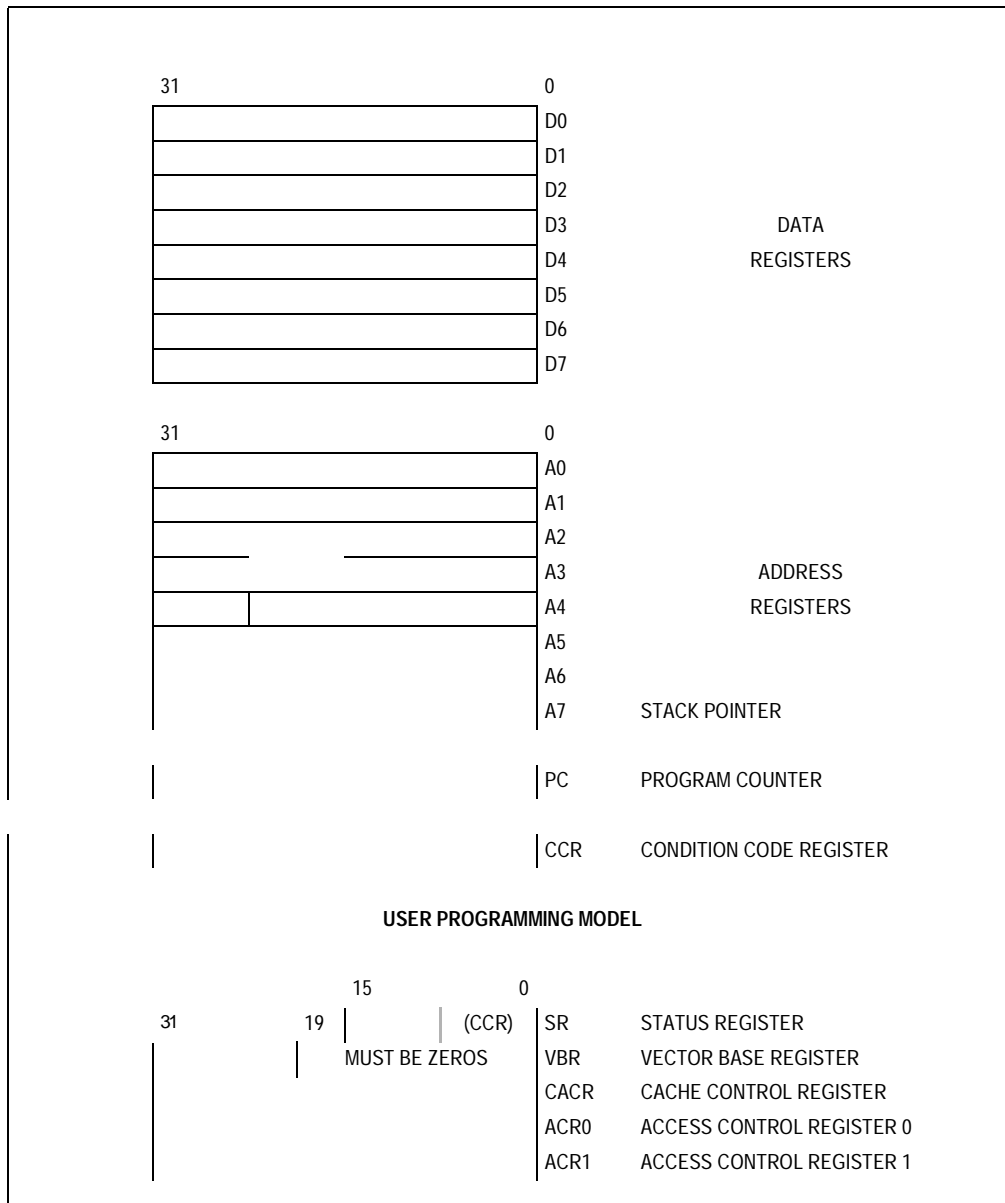 31 0
D0
D1
D2
D3 DATA
D4 REGISTERS
D5
D6
D7
31 0
A0
A1
A2
A3 ADDRESS
A4 REGISTERS
A5
A6
A7 STACK POINTER
PC PROGRAM COUNTER
CCR CONDITION CODE REGISTER
USER PROGRAMMING MODEL
15 0
31 19 (CCR) SR STATUS REGISTER
MUST BE ZEROS VBR VECTOR BASE REGISTER
CACR CACHE CONTROL REGISTER
ACR0 ACCESS CONTROL REGISTER 0
ACR1 ACCESS CONTROL REGISTER 1